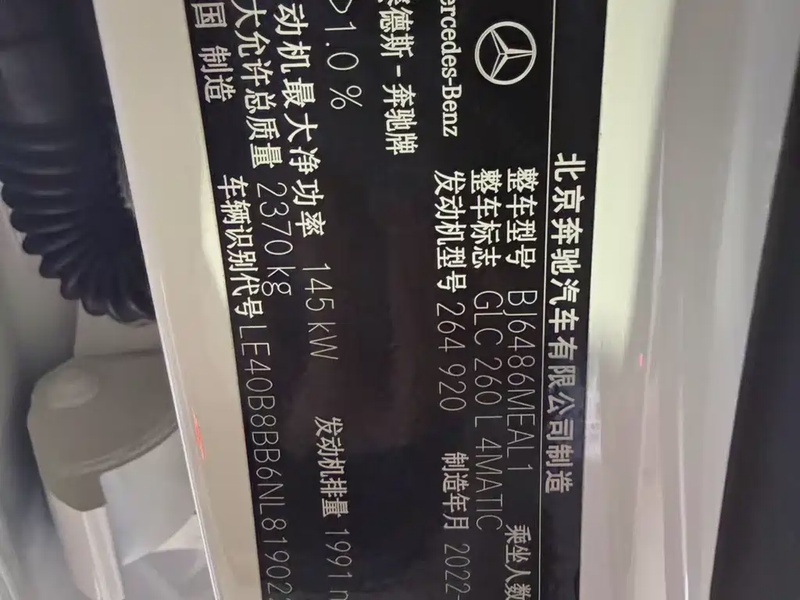 北京奔驰汽车有限公司制造
Mercedes-Benz
整车型号 BJ6486MEAL1 乘坐人数
整车标志 GLC 260 L 4MATIC
发动机型号 264 920 制造年月 2022-
德斯-奔驰牌
>1.0 %
动机最大净功率 145 kW 发动机排量 1991 m
大允许总质量 2370 kg
国 制造 车辆识别代号 LE40B8BB6NL81902